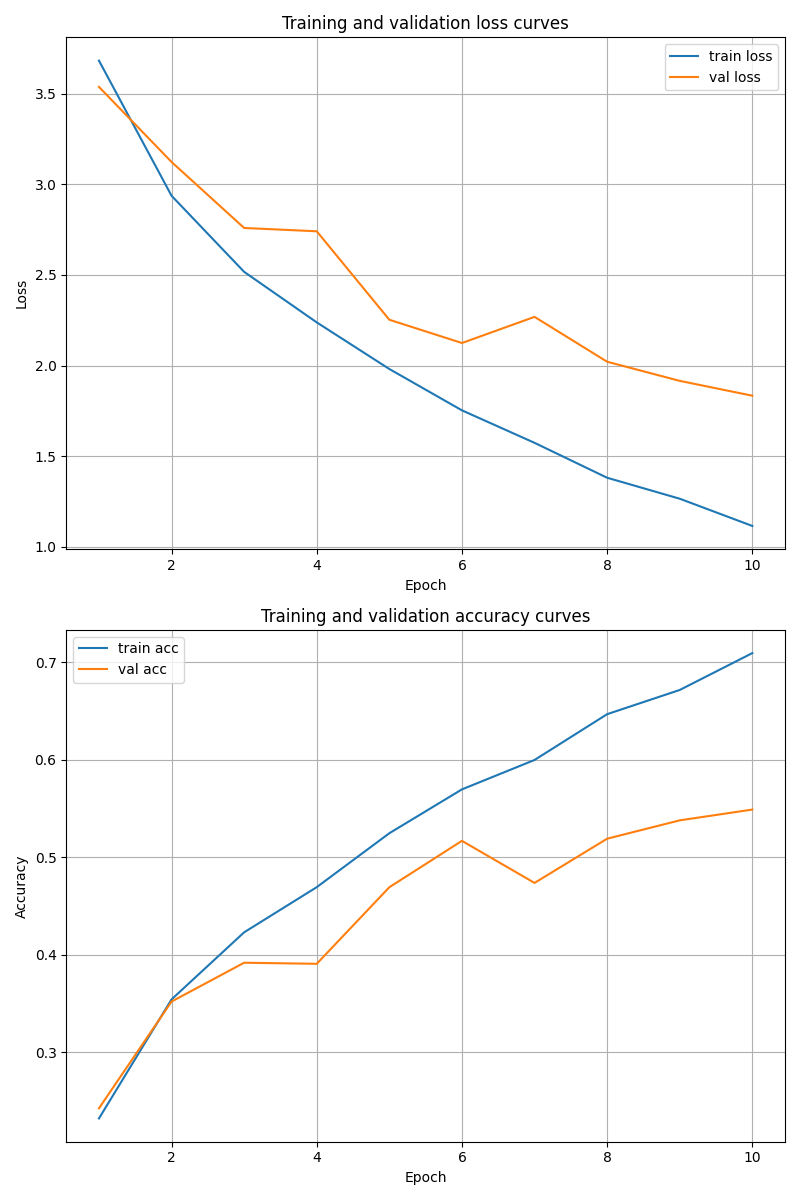 Training and validation loss curves
train loss
val loss
3.5
3.0
2.5
2.0
1.5
1.0
Loss
2 4 6 8 10
Epoch
Training and validation accuracy curves
train acc
val acc
0.7
0.6
0.5
0.4
0.3
Accuracy
2 4 6 8 10
Epoch